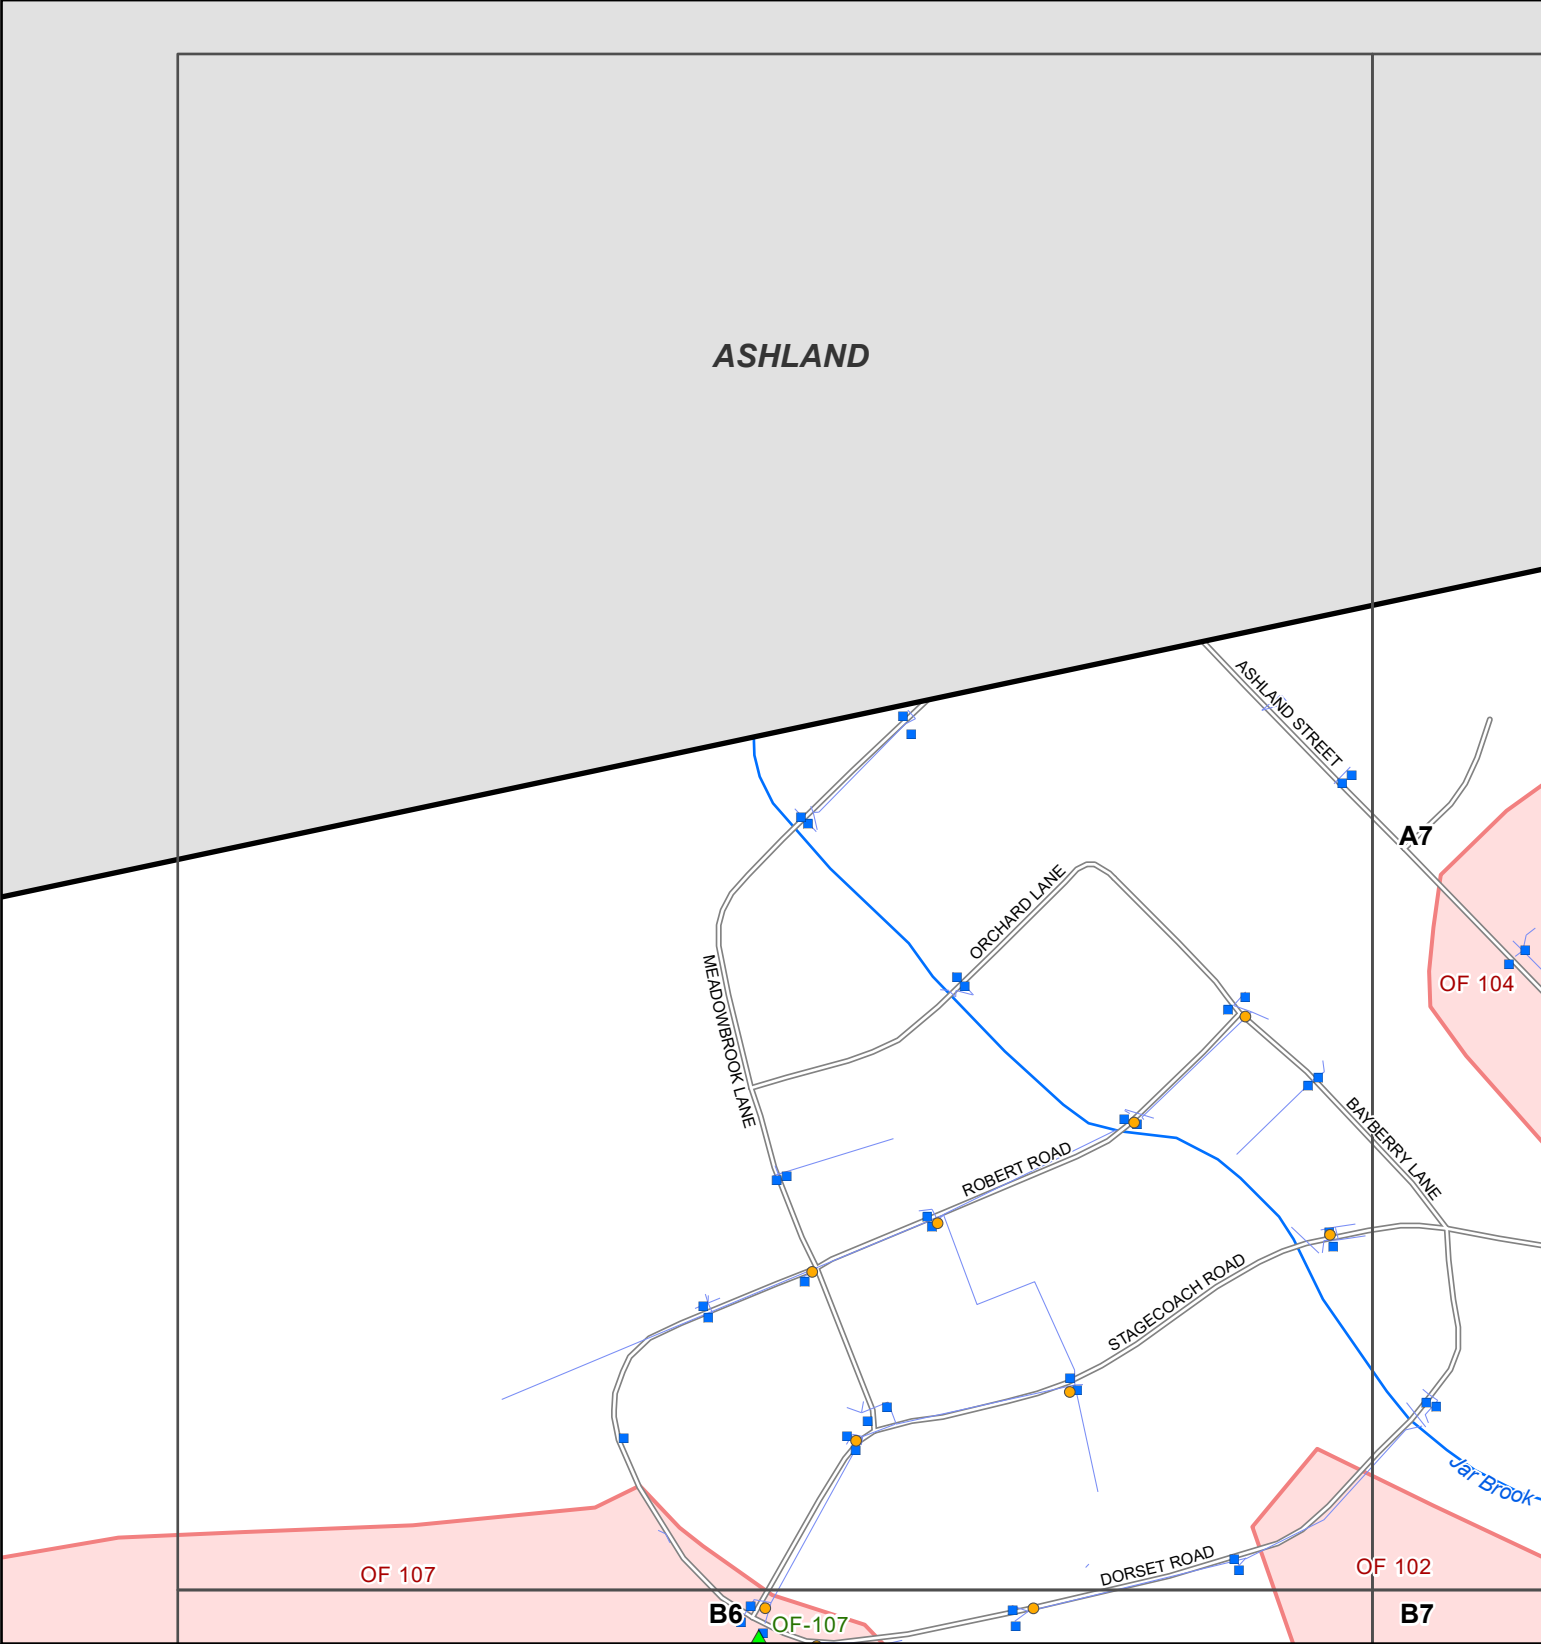 ASHLAND
ASHLAND STREET
A7
ORCHARD LANE
OF 104
MEADOWBROOK LANE
BAYBERRY LANE
ROBERT ROAD
STAGECOACH ROAD
Jar Brook
DORSET ROAD
OF 102
OF 107
B6
OF-107
B7